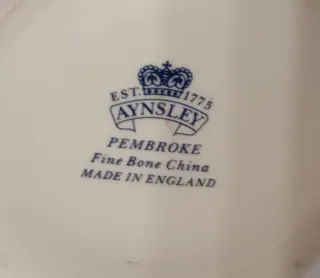 EST. 1775
AYNSLEY
PEMBROKE
Fine Bone China
MADE IN ENGLAND